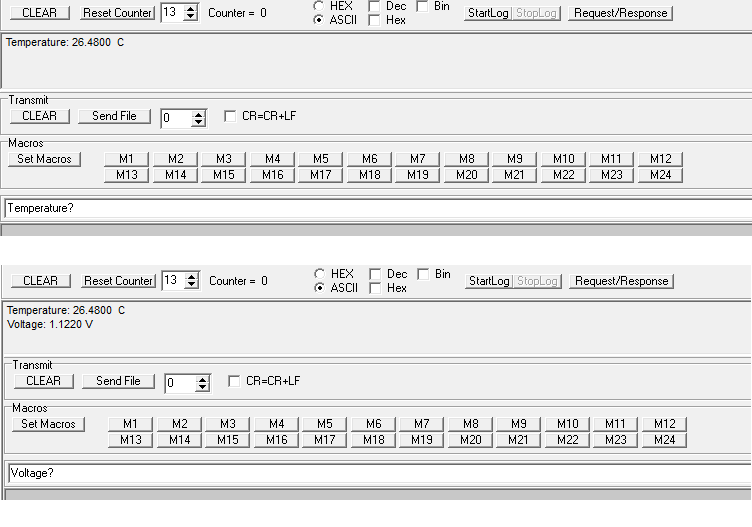 CLEAR Reset Counter 13 Counter = 0 HEX Dec Bin StartLog StopLog Request/Response
ASCII Hex
Temperature: 26.4800 C
Transmit
CLEAR Send File 0 CR=CR+LF
Macros
Set Macros M1 M2 M3 M4 M5 M6 M7 M8 M9 M10 M11 M12
M13 M14 M15 M16 M17 M18 M19 M20 M21 M22 M23 M24
Temperature?
CLEAR Reset Counter 13 Counter = 0 HEX Dec Bin StartLog StopLog Request/Response
ASCII Hex
Temperature: 26.4800 C
Voltage: 1.1220 V
Transmit
CLEAR Send File 0 CR=CR+LF
Macros
Set Macros M1 M2 M3 M4 M5 M6 M7 M8 M9 M10 M11 M12
M13 M14 M15 M16 M17 M18 M19 M20 M21 M22 M23 M24
Voltage?